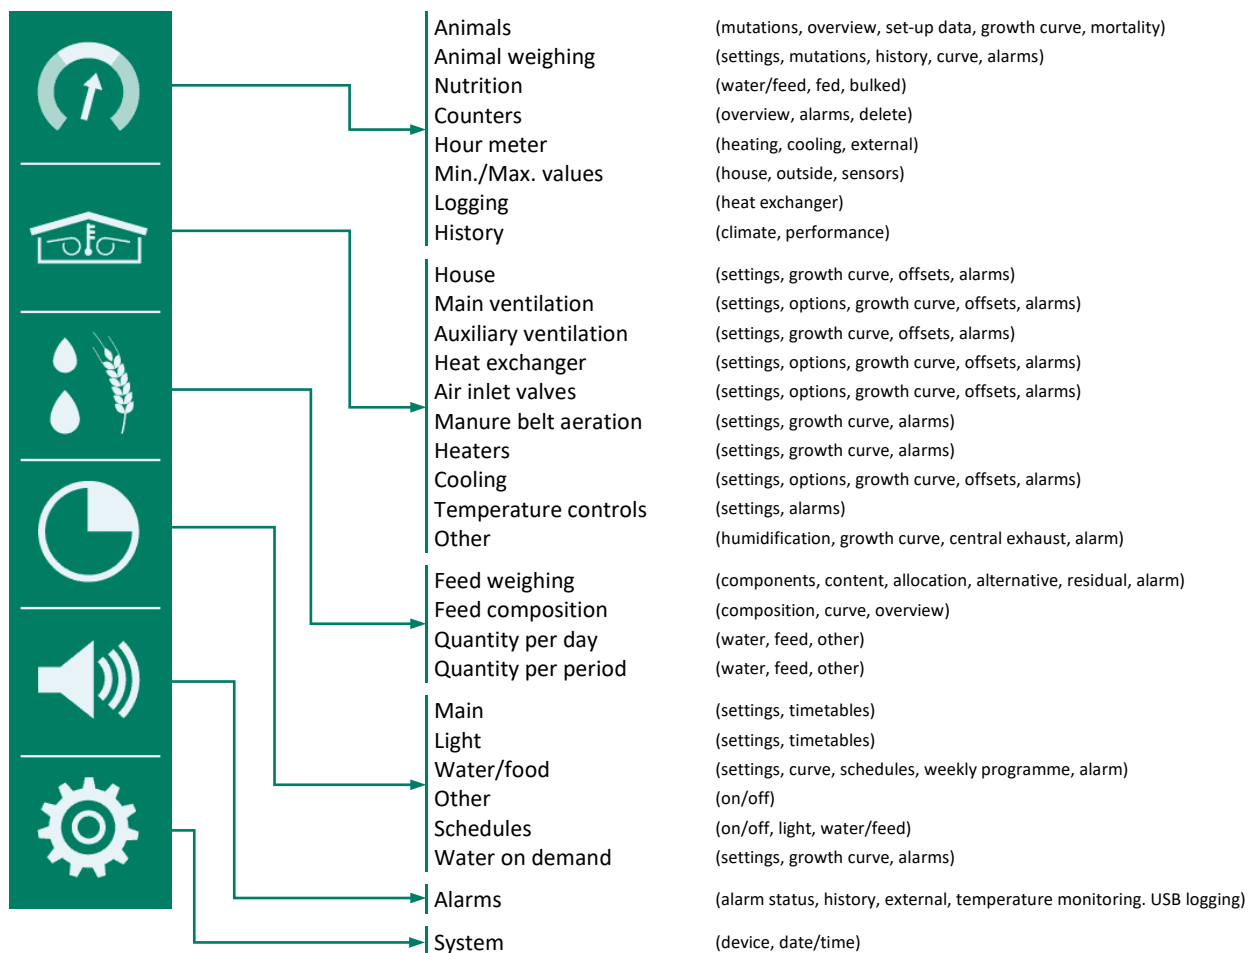 Animals (mutations, overview, set-up data, growth curve, mortality)
Animal weighing (settings, mutations, history, curve, alarms)
Nutrition (water/feed, fed, bulked)
Counters (overview, alarms, delete)
Hour meter (heating, cooling, external)
Min./Max. values (house, outside, sensors)
Logging (heat exchanger)
History (climate, performance)
House (settings, growth curve, offsets, alarms)
Main ventilation (settings, options, growth curve, offsets, alarms)
Auxiliary ventilation (settings, growth curve, offsets, alarms)
Heat exchanger (settings, options, growth curve, offsets, alarms)
Air inlet valves (settings, options, growth curve, offsets, alarms)
Manure belt aeration (settings, growth curve, alarms)
Heaters (settings, growth curve, alarms)
Cooling (settings, options, growth curve, offsets, alarms)
Temperature controls (settings, alarms)
Other (humidification, growth curve, central exhaust, alarm)
Feed weighing (components, content, allocation, alternative, residual, alarm)
Feed composition (composition, curve, overview)
Quantity per day (water, feed, other)
Quantity per period (water, feed, other)
Main (settings, timetables)
Light (settings, timetables)
Water/food (settings, curve, schedules, weekly programme, alarm)
Other (on/off)
Schedules (on/off, light, water/feed)
Water on demand (settings, growth curve, alarms)
Alarms (alarm status, history, external, temperature monitoring. USB logging)
System (device, date/time)